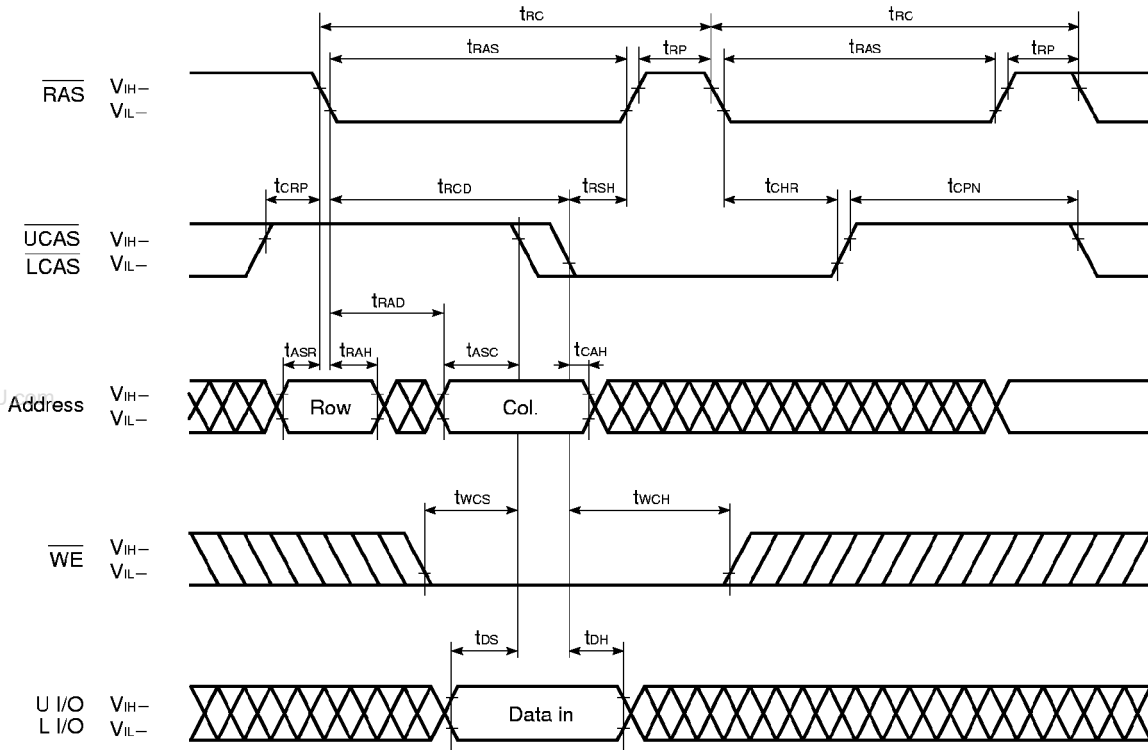 tRC tRC
tRAS tRP tRAS tRP
RAS VIH–
VIL–
tCRP tRCD tRSH tCHR tCPN
UCAS VIH–
LCAS VIL–
tRAD
tASR tRAH tASC tCAH
Address VIH–
VIL–
Row Col.
tWCS tWCH
WE VIH–
VIL–
tDS tDH
U I/O VIH–
L I/O VIL–
Data in